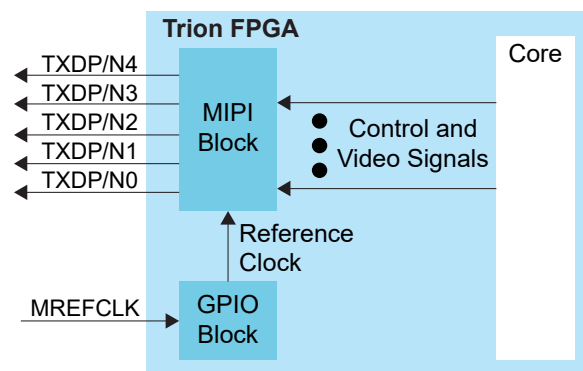 Trion FPGA
TXDP/N4
TXDP/N3
TXDP/N2
TXDP/N1
TXDP/N0
MIPI
Block
Core
Control and
Video Signals
Reference
Clock
MREFCLK
GPIO
Block